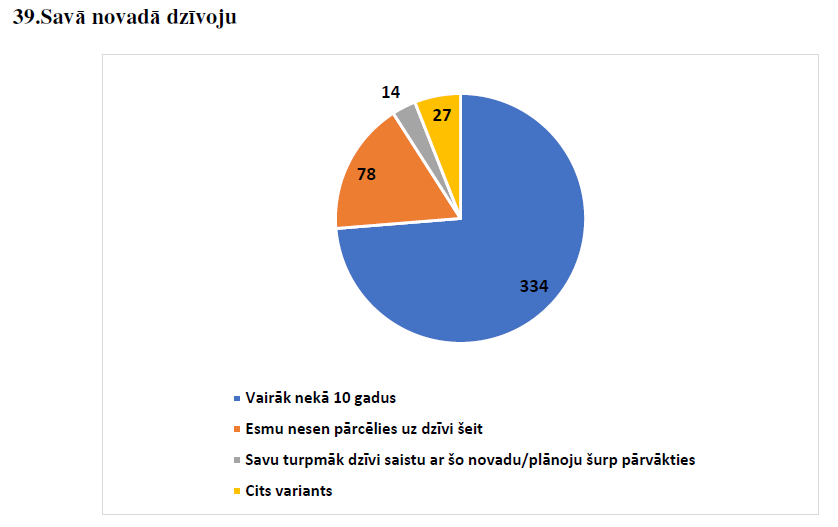 39.Savā novadā dzīvoju
14
27
78
334
Vairāk nekā 10 gadus
Esmu nesen pārcēlies uz dzīvi šeit
Savu turpmāk dzīvi saistu ar šo novadu/plānoju šurp pārvākties
Cits variants